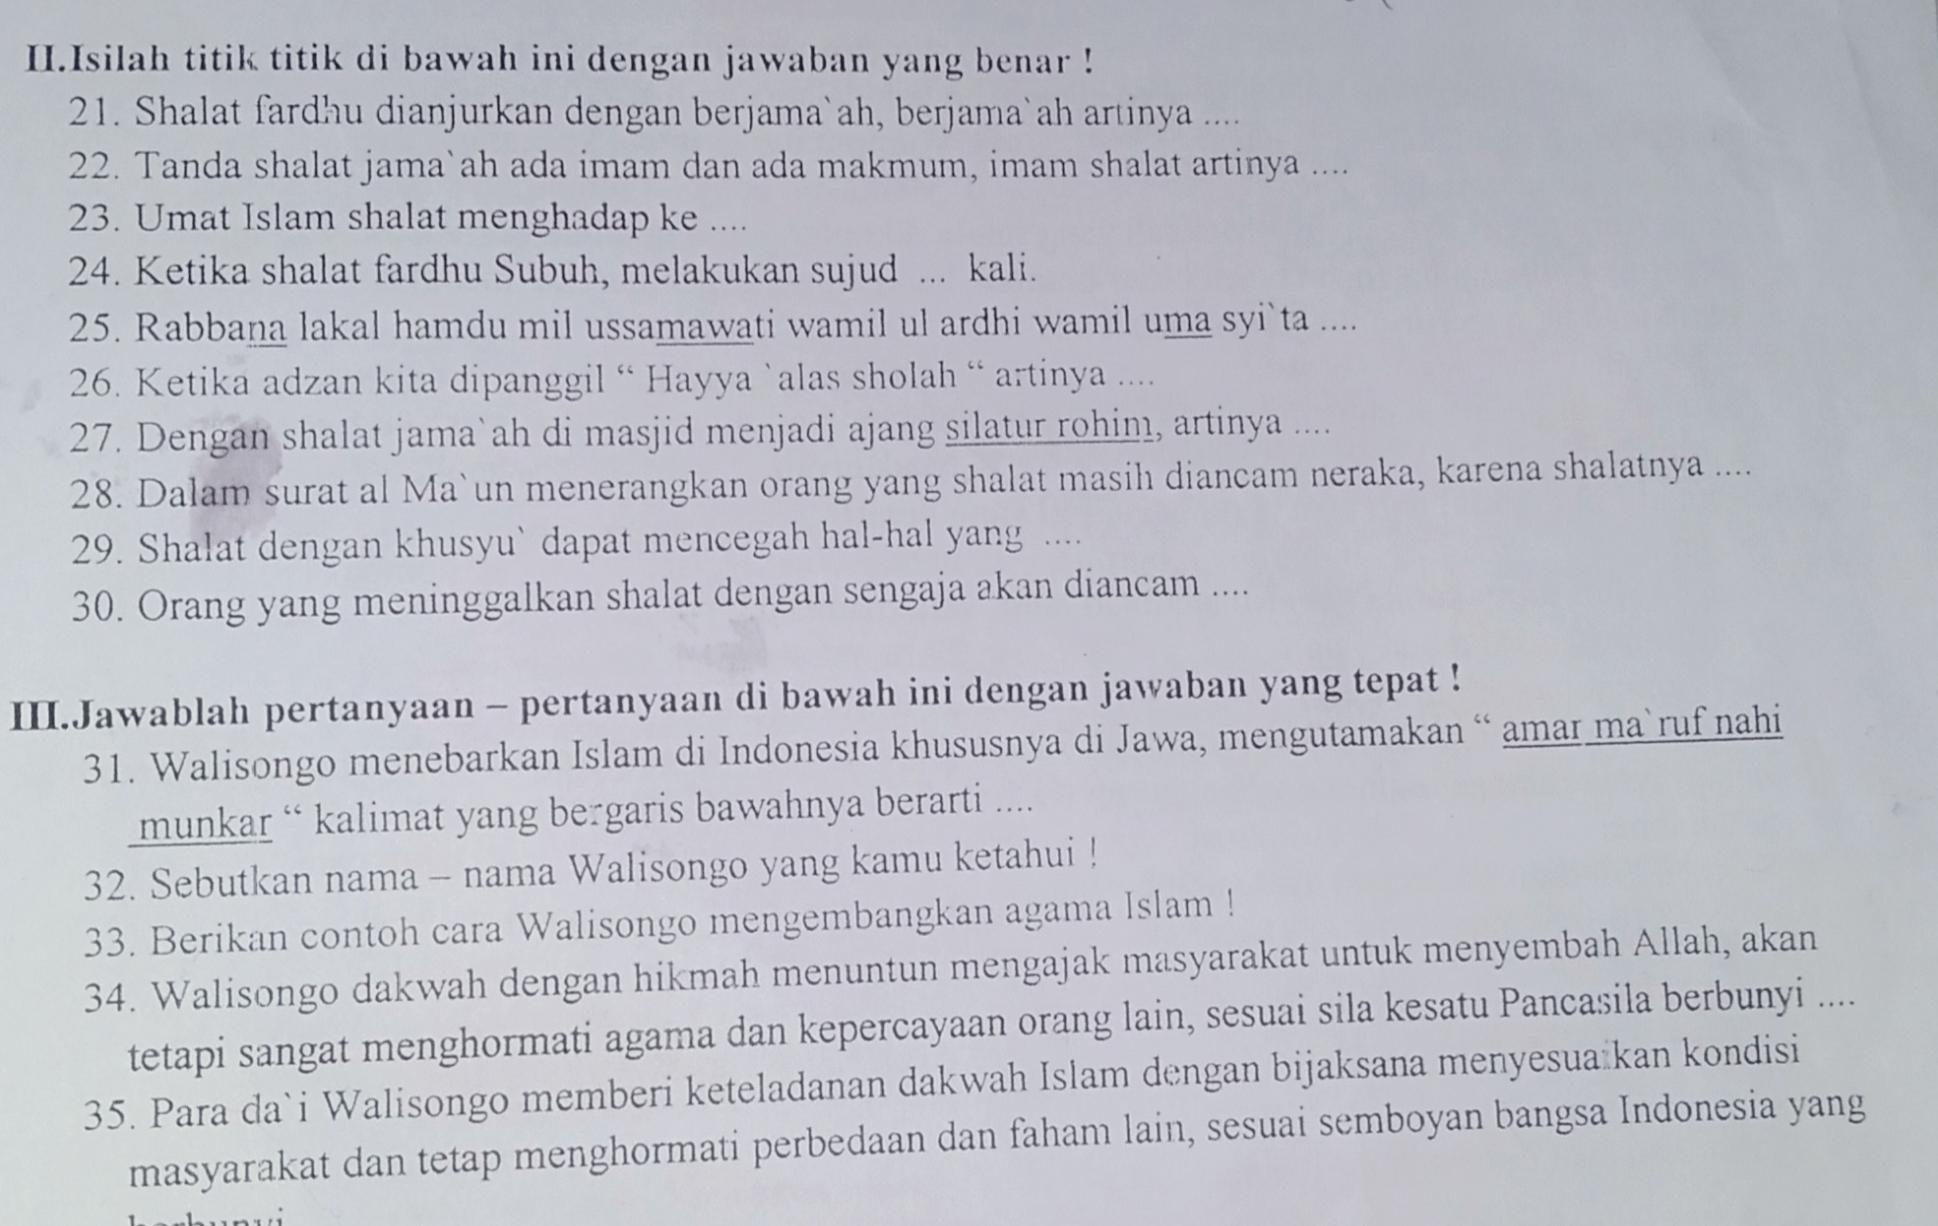 II.Isilah titik titik di bawah ini dengan jawaban yang benar !
21. Shalat fardhu dianjurkan dengan berjama`ah, berjama`ah artinya ....
22. Tanda shalat jama`ah ada imam dan ada makmum, imam shalat artinya ....
23. Umat Islam shalat menghadap ke ....
24. Ketika shalat fardhu Subuh, melakukan sujud ... kali.
25. Rabbana lakal hamdu mil ussamawati wamil ul ardhi wamil uma syi`ta ....
26. Ketika adzan kita dipanggil “ Hayya `alas sholah “ artinya ....
27. Dengan shalat jama`ah di masjid menjadi ajang silatur rohim, artinya ....
28. Dalam surat al Ma`un menerangkan orang yang shalat masih diancam neraka, karena shalatnya ....
29. Shalat dengan khusyu` dapat mencegah hal-hal yang ....
30. Orang yang meninggalkan shalat dengan sengaja akan diancam ....
III.Jawablah pertanyaan – pertanyaan di bawah ini dengan jawaban yang tepat !
31. Walisongo menebarkan Islam di Indonesia khususnya di Jawa, mengutamakan “ amar ma`ruf nahi
munkar “ kalimat yang bergaris bawahnya berarti ....
32. Sebutkan nama – nama Walisongo yang kamu ketahui !
33. Berikan contoh cara Walisongo mengembangkan agama Islam !
34. Walisongo dakwah dengan hikmah menuntun mengajak masyarakat untuk menyembah Allah, akan
tetapi sangat menghormati agama dan kepercayaan orang lain, sesuai sila kesatu Pancasila berbunyi ....
35. Para da`i Walisongo memberi keteladanan dakwah Islam dengan bijaksana menyesuaikan kondisi
masyarakat dan tetap menghormati perbedaan dan faham lain, sesuai semboyan bangsa Indonesia yang